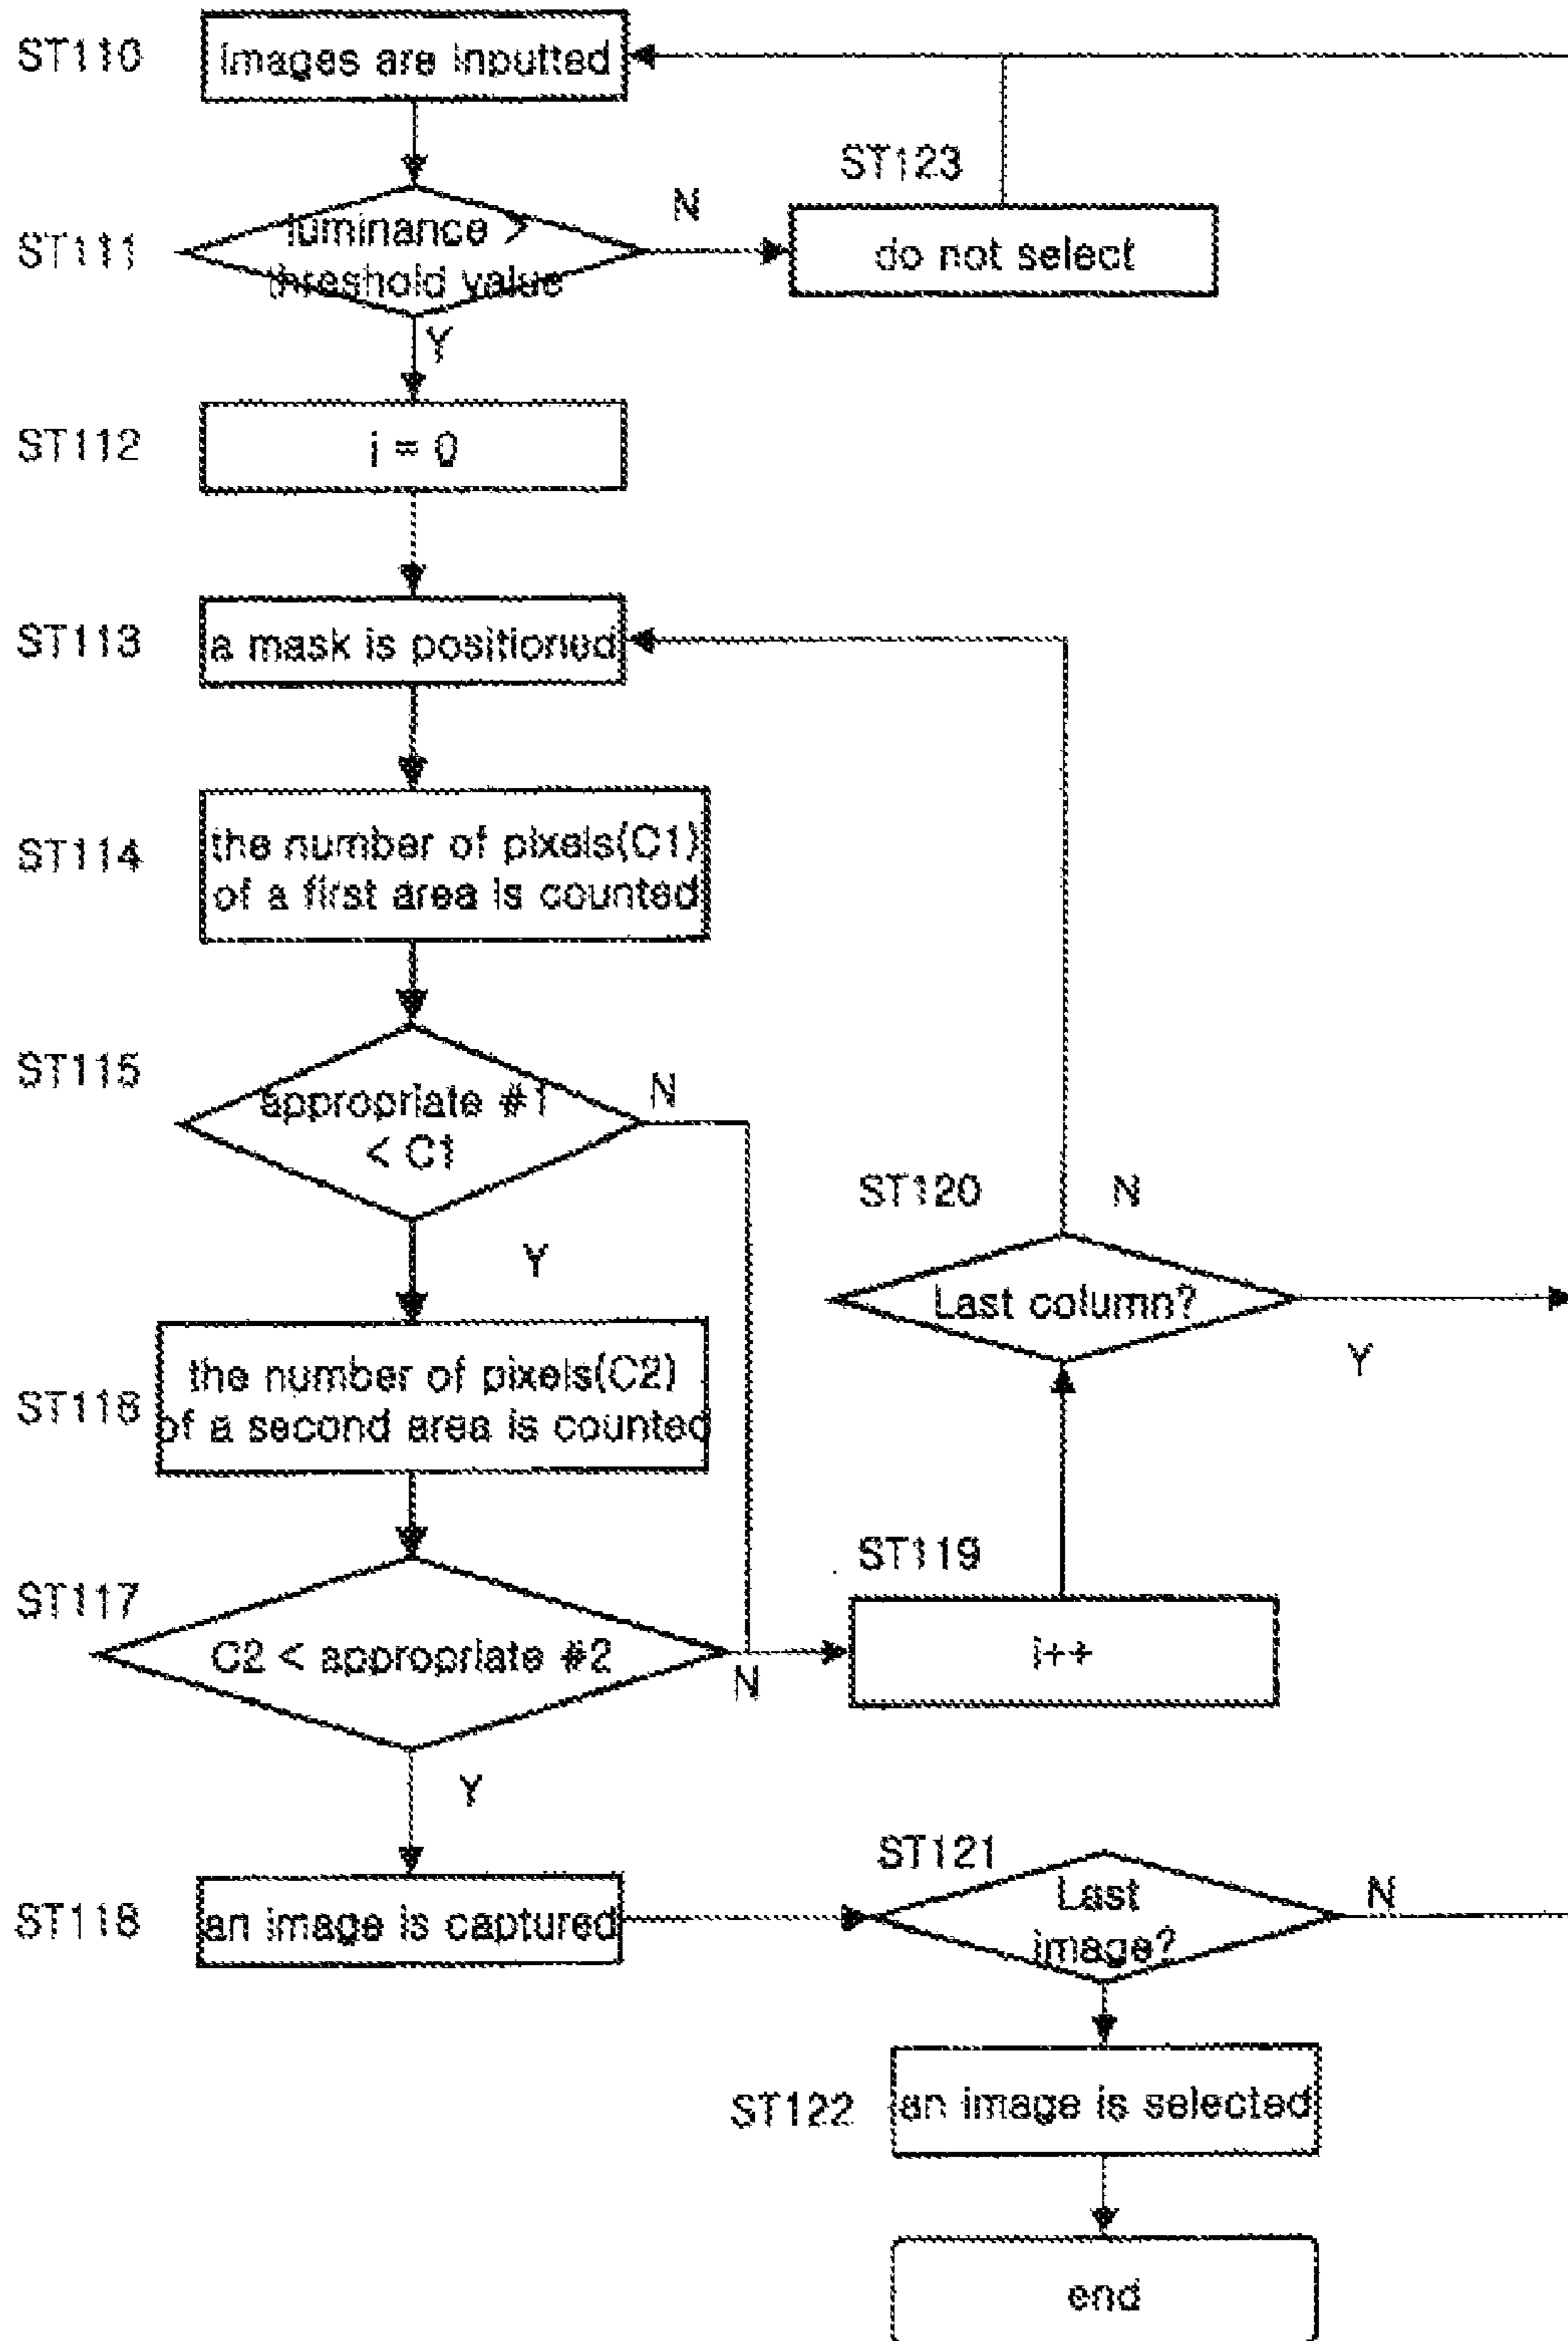 ST110
images are inputted
ST123
ST111
luminance >
threshold value
N
do not select
Y
ST112
i = 0
ST113
a mask is positioned
ST114
the number of pixels(C1)
of a first area is counted
ST115
appropriate #1
< C1
N
Y
ST120
N
Last column?
Y
ST116
the number of pixels(C2)
of a second area is counted
ST117
C2 < appropriate #2
N
ST119
i++
Y
ST118
an image is captured
ST121
Last
image?
N
ST122
an image is selected
end